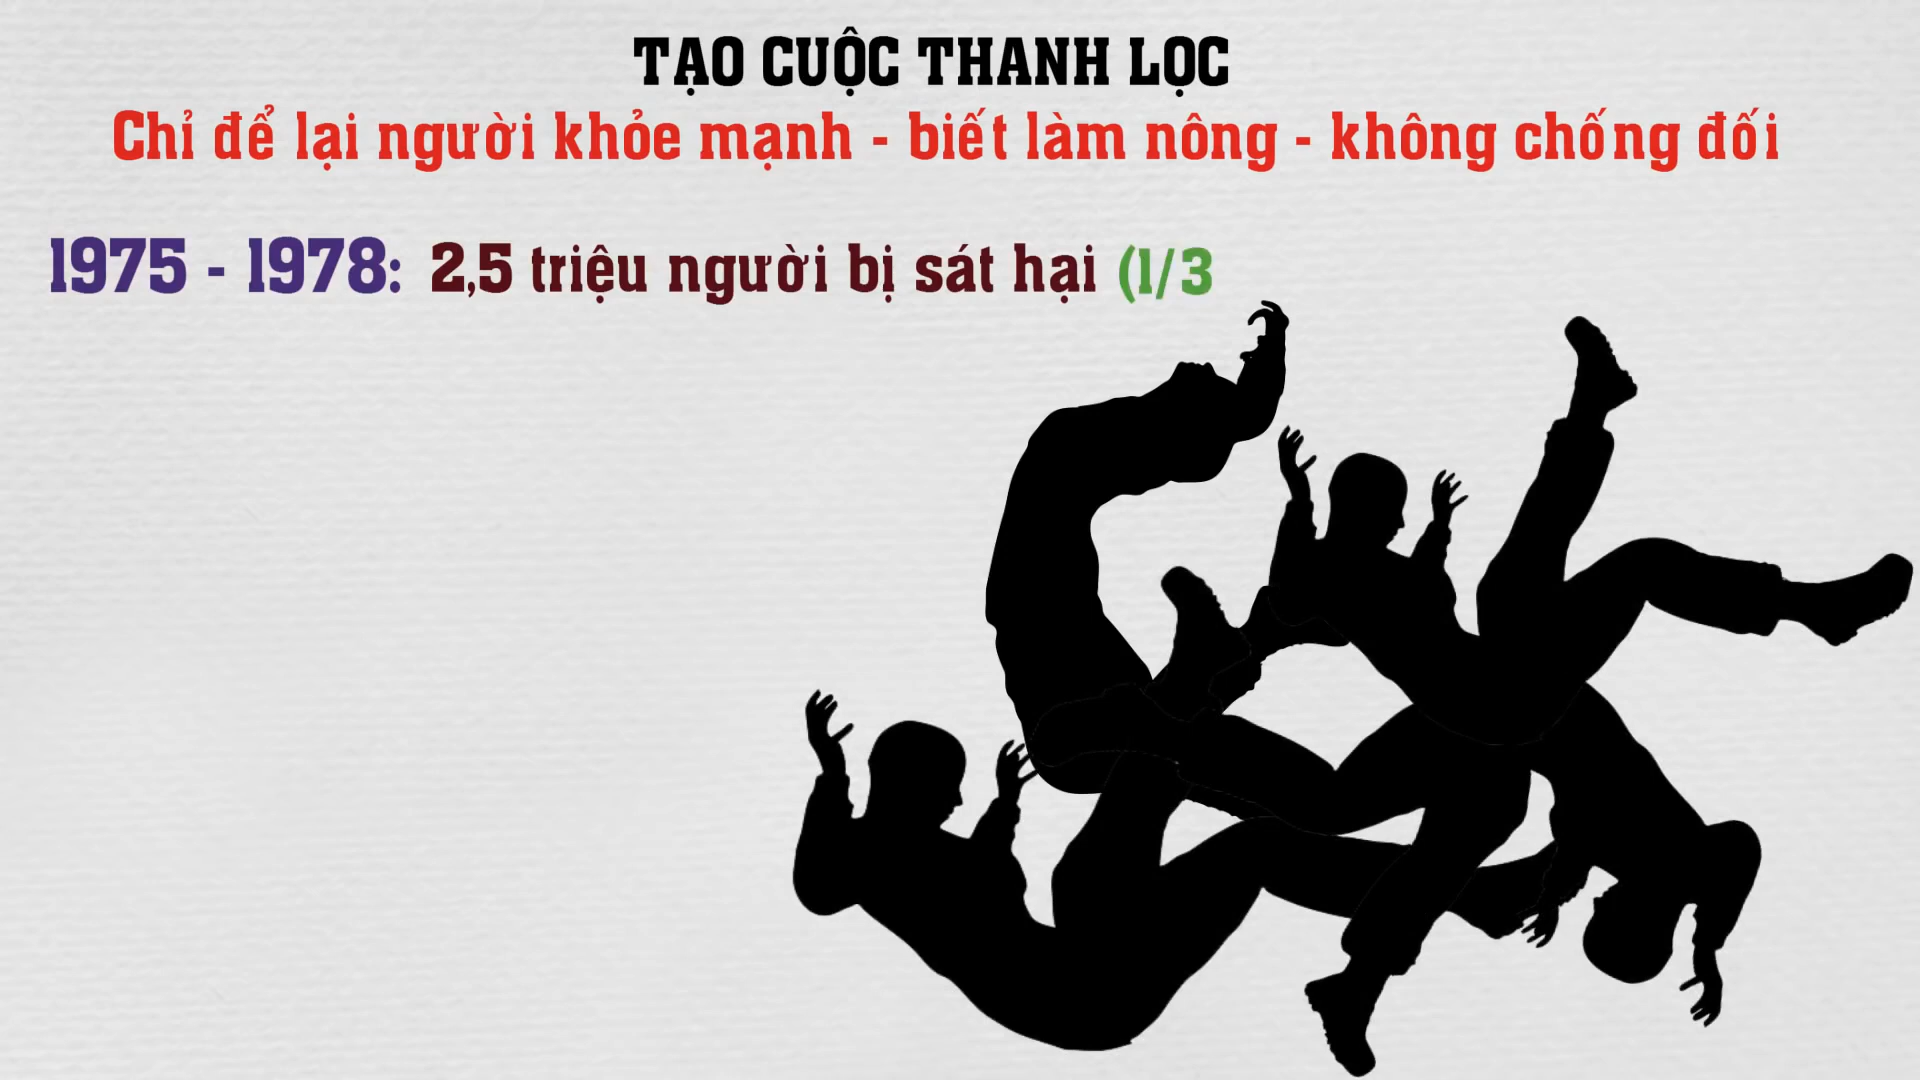 TẠO CUỘC THANH LỌC
Chỉ để lại người khỏe mạnh - biết làm nông - không chống đối
1975 - 1978: 2,5 triệu người bị sát hại (1/3